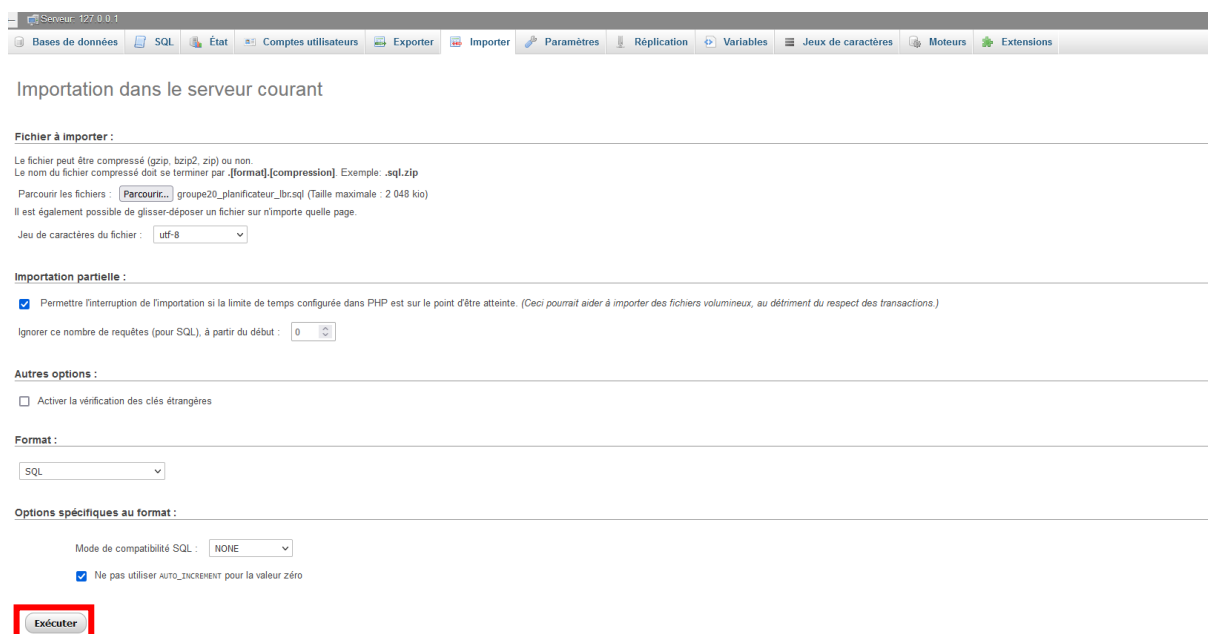 Serveur: 127.0.0.1
Bases de données SQL État Comptes utilisateurs Exporter Importer Paramètres Réplication Variables Jeux de caractères Moteurs Extensions
Importation dans le serveur courant
Fichier à importer :
Le fichier peut être compressé (gzip, bzip2, zip) ou non.
Le nom du fichier compressé doit se terminer par .[format].[compression]. Exemple: .sql.zip
Parcourir les fichiers : Parcourir... groupe20_planificateur_lbr.sql (Taille maximale : 2 048 kio)
Il est également possible de glisser-déposer un fichier sur n'importe quelle page.
Jeu de caractères du fichier : utf-8
Importation partielle :
Permettre l'interruption de l'importation si la limite de temps configurée dans PHP est sur le point d'être atteinte. (Ceci pourrait aider à importer des fichiers volumineux, au détriment du respect des transactions.)
Ignorer ce nombre de requêtes (pour SQL), à partir du début : 0
Autres options :
Activer la vérification des clés étrangères
Format :
SQL
Options spécifiques au format :
Mode de compatibilité SQL : NONE
Ne pas utiliser AUTO_INCREMENT pour la valeur zéro
Exécuter